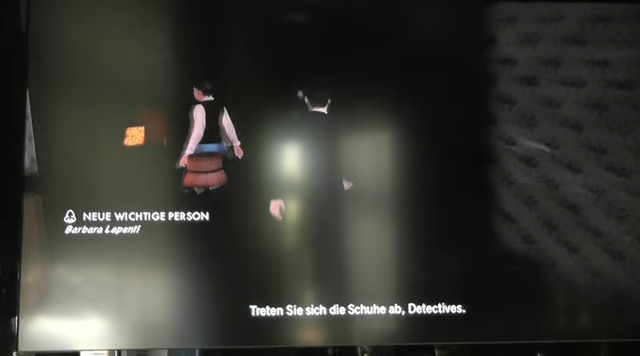 NEUE WICHTIGE PERSON
Barbara Lapenti
Treten Sie sich die Schuhe ab, Detectives.